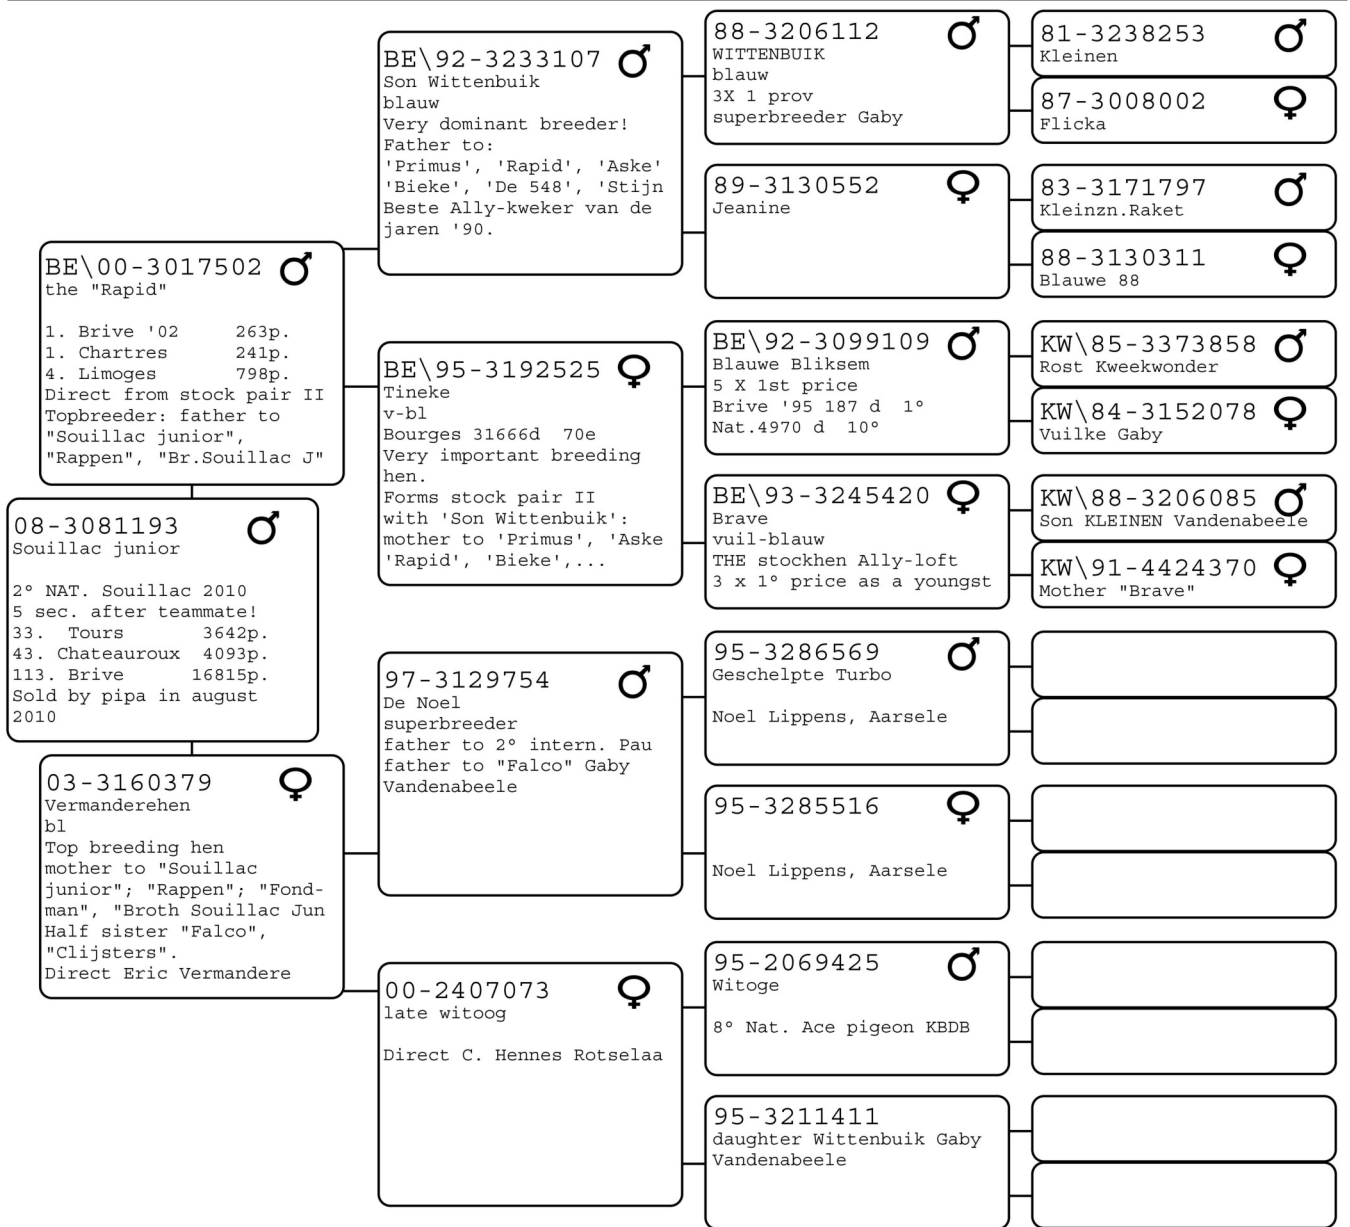 08-3081193
Souillac junior
2° NAT. Souillac 2010
5 sec. after teammate!
33.  Tours        3642p.
43. Chateauroux  4093p.
113. Brive      16815p.
Sold by pipa in august
2010
BE\00-3017502
the "Rapid"
1. Brive '02     263p.
1. Chartres      241p.
4. Limoges       798p.
Direct from stock pair II
Topbreeder: father to
"Souillac junior",
"Rappen", "Br.Souillac J"
03-3160379
Vermanderehen
bl
Top breeding hen
mother to "Souillac
junior"; "Rappen"; "Fond-
man", "Broth Souillac Jun
Half sister "Falco",
"Clijsters".
Direct Eric Vermandere
BE\92-3233107
Son Wittenbuik
blauw
Very dominant breeder!
Father to:
'Primus', 'Rapid', 'Aske'
'Bieke', 'De 548', 'Stijn
Beste Ally-kweker van de
jaren '90.
BE\95-3192525
Tineke
v-bl
Bourges 31666d  70e
Very important breeding
hen.
Forms stock pair II
with 'Son Wittenbuik':
mother to 'Primus', 'Aske
'Rapid', 'Bieke',...
97-3129754
De Noel
superbreeder
father to 2° intern. Pau
father to "Falco" Gaby
Vandenabeele
00-2407073
late witoog
Direct C. Hennes Rotselaa
88-3206112
WITTENBUIK
blauw
3X 1 prov
superbreeder Gaby
89-3130552
Jeanine
BE\92-3099109
Blauwe Bliksem
5 X 1st price
Brive '95 187 d  1°
Nat.4970 d  10°
BE\93-3245420
Brave
vuil-blauw
THE stockhen Ally-loft
3 x 1° price as a youngst
95-3286569
Geschelpte Turbo
Noel Lippens, Aarsele
95-3285516
Noel Lippens, Aarsele
95-2069425
Witoge
8° Nat. Ace pigeon KBDB
95-3211411
daughter Wittenbuik Gaby
Vandenabeele
81-3238253
Kleinen
87-3008002
Flicka
83-3171797
Kleinzn.Raket
88-3130311
Blauwe 88
KW\85-3373858
Rost Kweekwonder
KW\84-3152078
Vuilke Gaby
KW\88-3206085
Son KLEINEN Vandenabeele
KW\91-4424370
Mother "Brave"